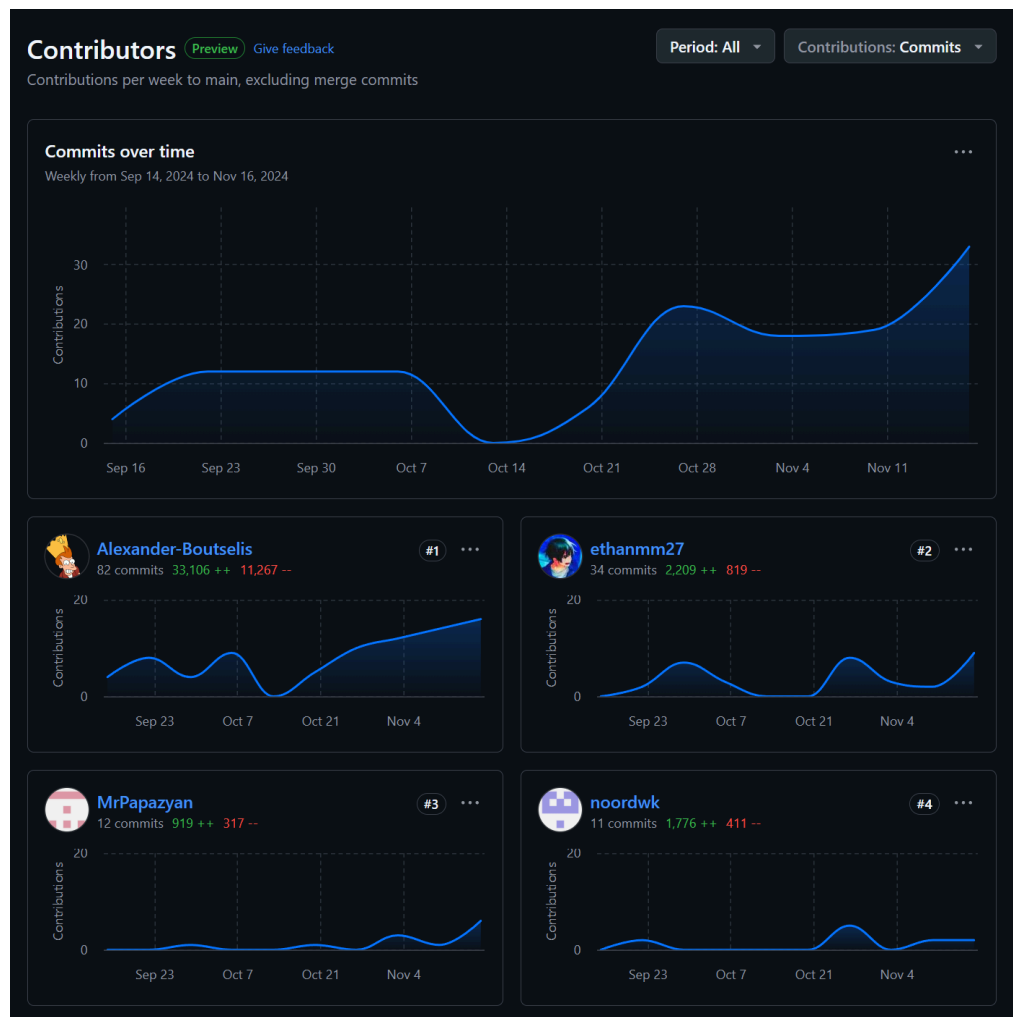 Contributors Preview Give feedback
Period: All
Contributions: Commits
Contributions per week to main, excluding merge commits
Commits over time
Weekly from Sep 14, 2024 to Nov 16, 2024
Contributions
30
20
10
0
Sep 16 Sep 23 Sep 30 Oct 7 Oct 14 Oct 21 Oct 28 Nov 4 Nov 11
Alexander-Boutselis #1
82 commits 33,106 ++ 11,267 --
Contributions
20
0
Sep 23 Oct 7 Oct 21 Nov 4
ethanmm27 #2
34 commits 2,209 ++ 819 --
Contributions
20
0
Sep 23 Oct 7 Oct 21 Nov 4
MrPapazyan #3
12 commits 919 ++ 317 --
Contributions
20
0
Sep 23 Oct 7 Oct 21 Nov 4
noordwk #4
11 commits 1,776 ++ 411 --
Contributions
20
0
Sep 23 Oct 7 Oct 21 Nov 4